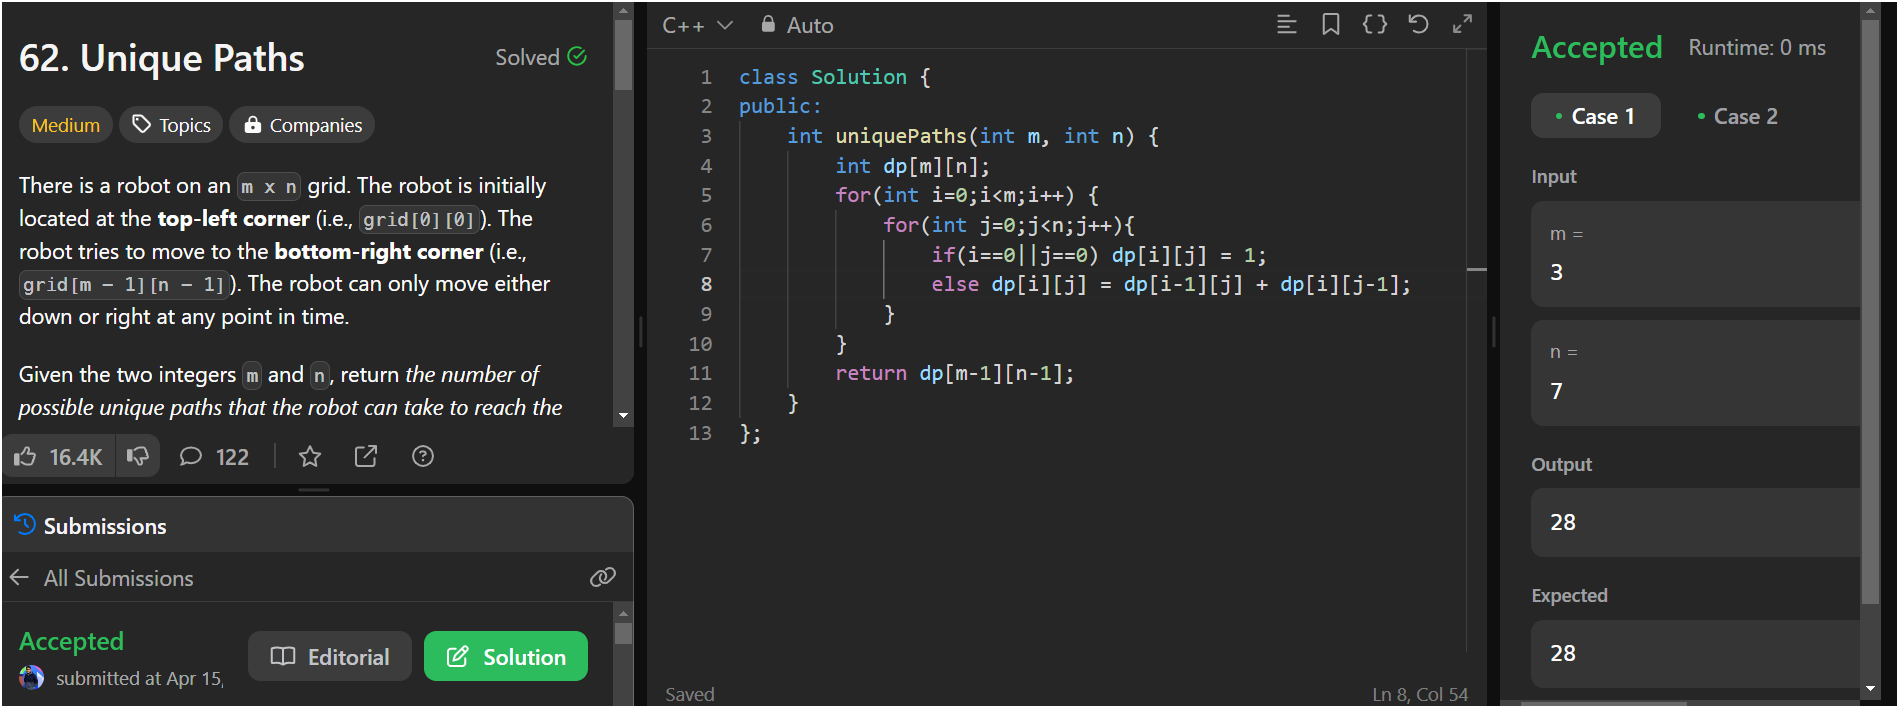 62. Unique Paths
Solved
Medium
Topics
Companies
There is a robot on an m x n grid. The robot is initially
located at the top-left corner (i.e., grid[0][0]). The
robot tries to move to the bottom-right corner (i.e.,
grid[m - 1][n - 1]). The robot can only move either
down or right at any point in time.
Given the two integers m and n, return the number of
possible unique paths that the robot can take to reach the
16.4K
122
Submissions
All Submissions
Accepted
submitted at Apr 15,
Editorial
Solution
C++
Auto
1 class Solution {
2 public:
3 int uniquePaths(int m, int n) {
4 int dp[m][n];
5 for(int i=0;i<m;i++) {
6 for(int j=0;j<n;j++){
7 if(i==0||j==0) dp[i][j] = 1;
8 else dp[i][j] = dp[i-1][j] + dp[i][j-1];
9 }
10 }
11 return dp[m-1][n-1];
12 }
13 };
Saved
Ln 8, Col 54
Accepted
Runtime: 0 ms
Case 1
Case 2
Input
m =
3
n =
7
Output
28
Expected
28